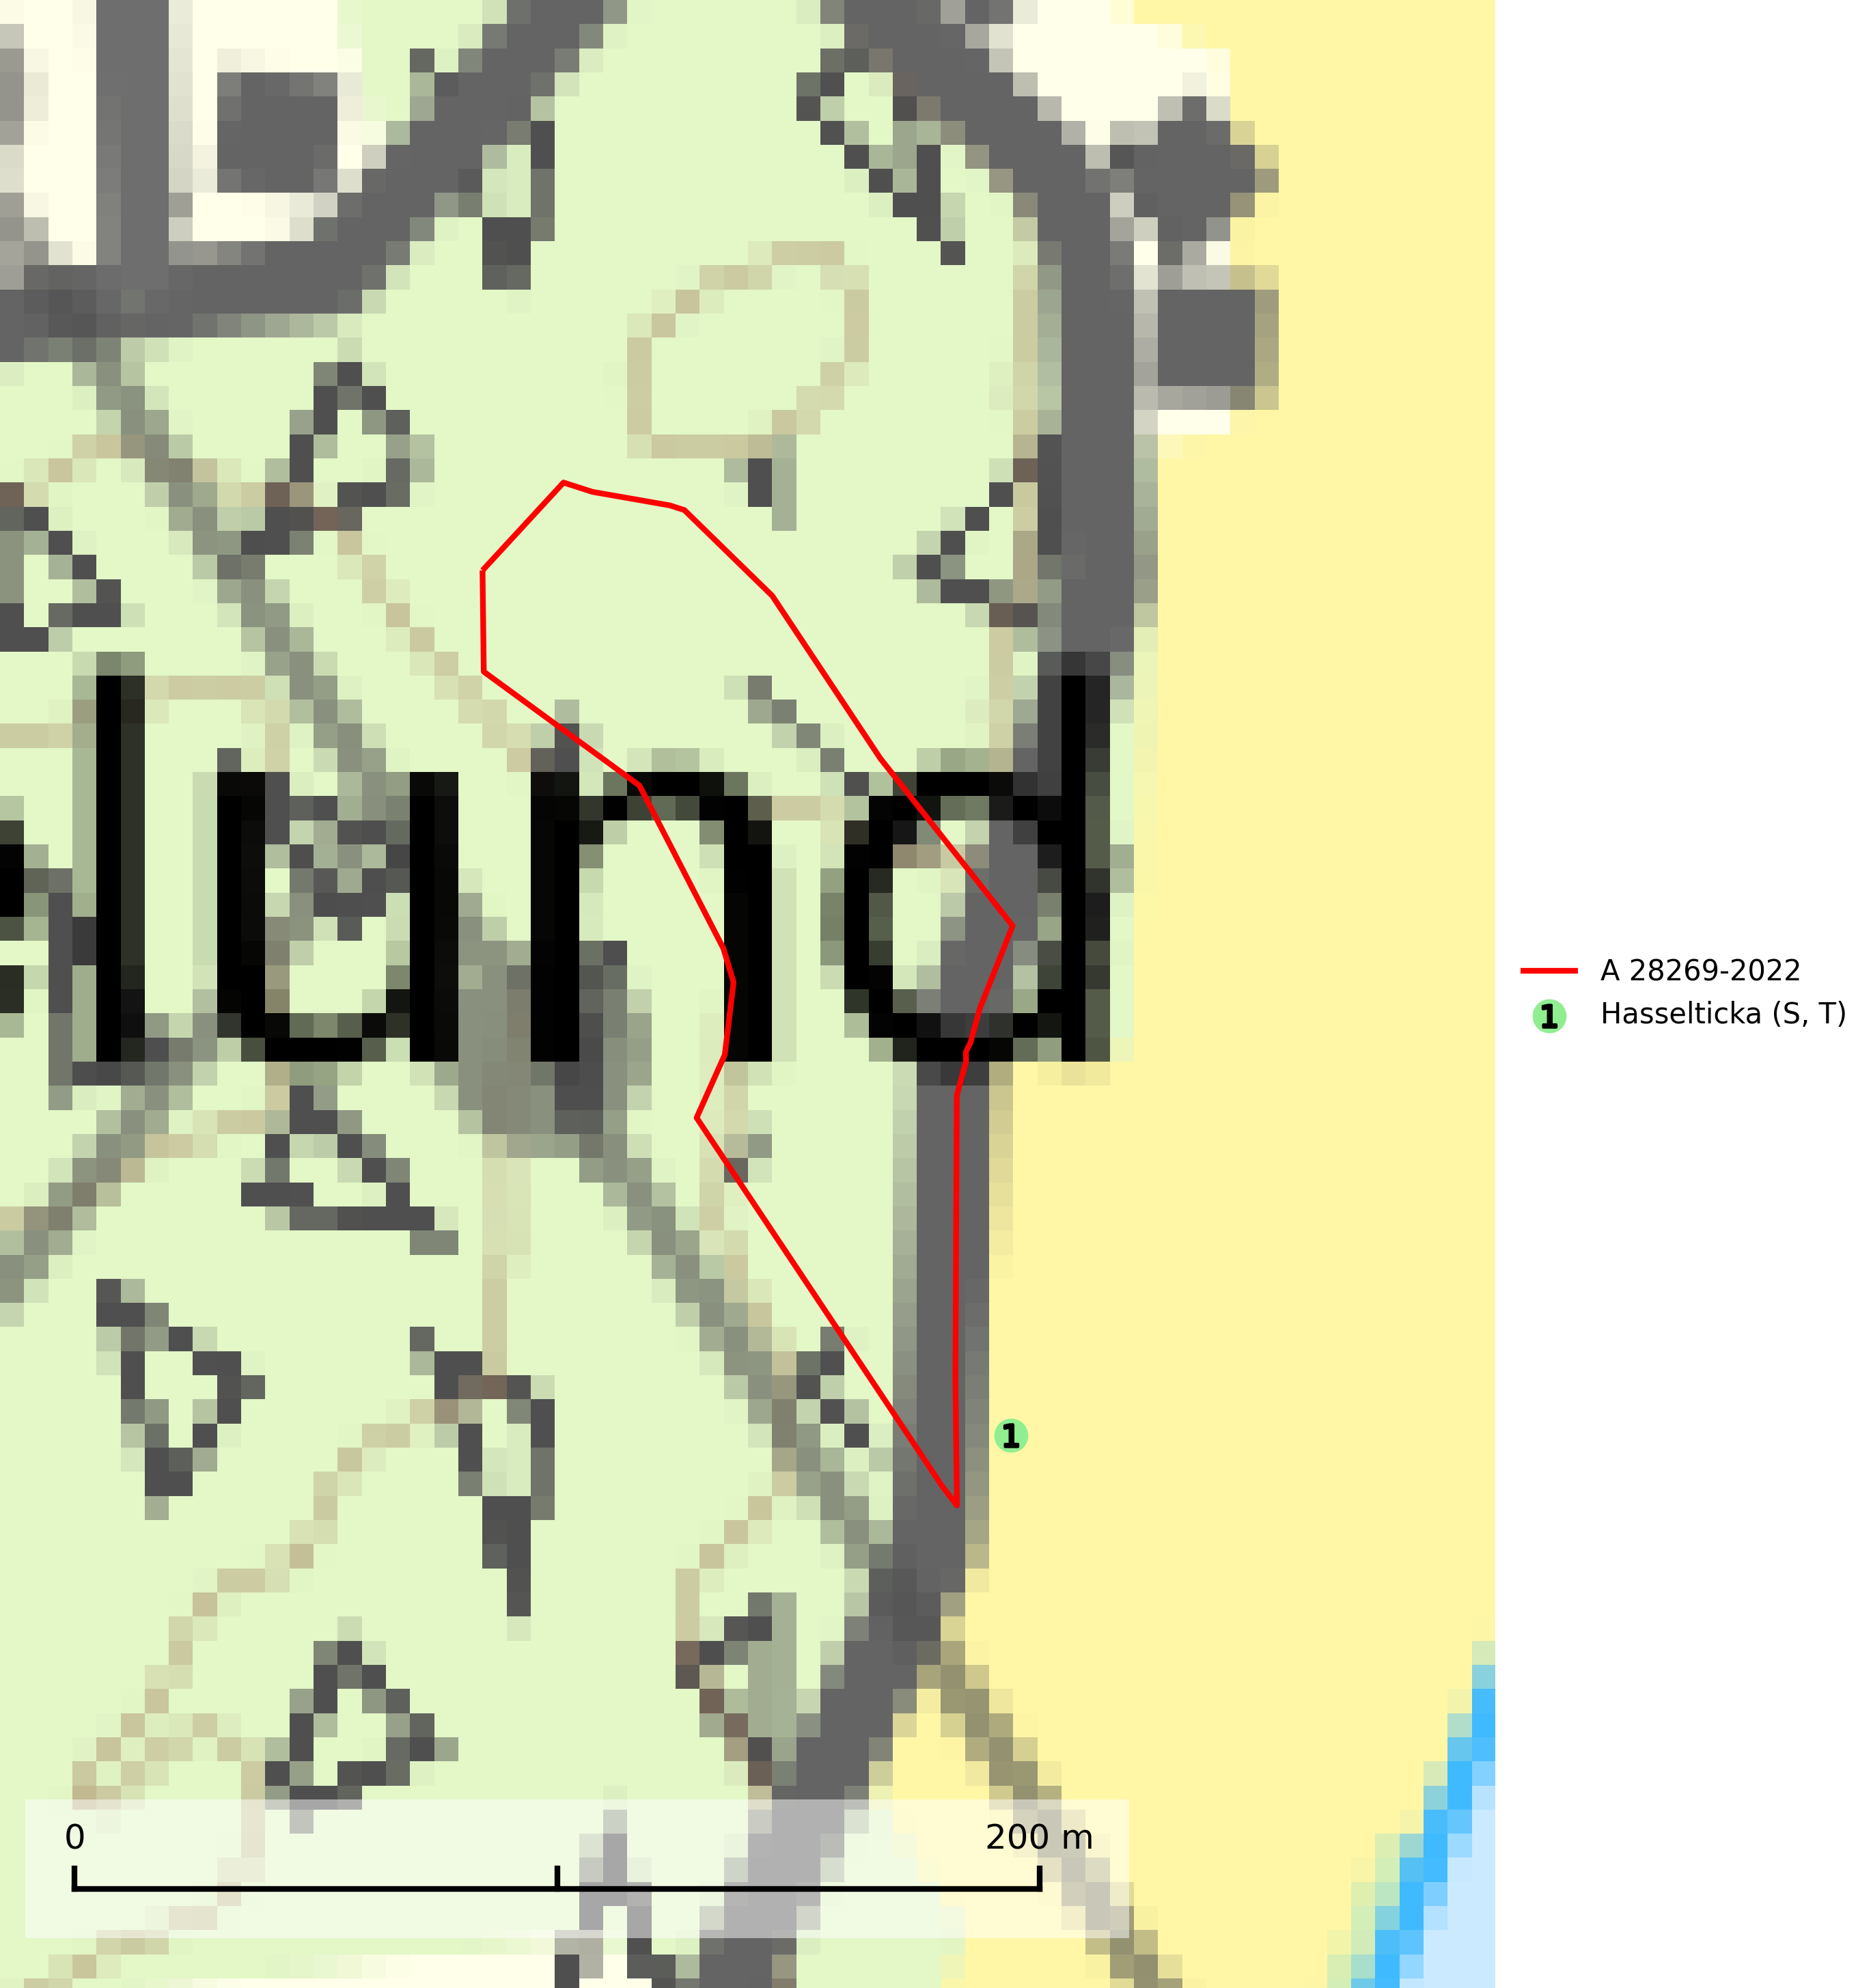 lund
A 28269-2022
1 Hasselticka (S, T)
1
0 200 m